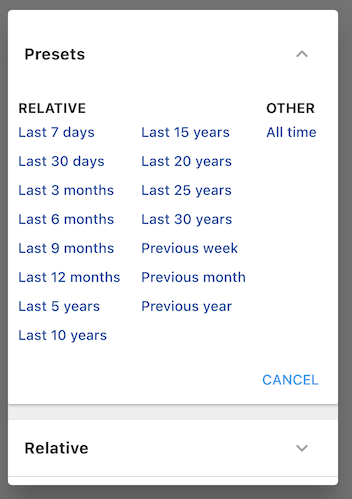 Presets
RELATIVE
Last 7 days
Last 30 days
Last 3 months
Last 6 months
Last 9 months
Last 12 months
Last 5 years
Last 10 years
Last 15 years
Last 20 years
Last 25 years
Last 30 years
Previous week
Previous month
Previous year
OTHER
All time
CANCEL
Relative